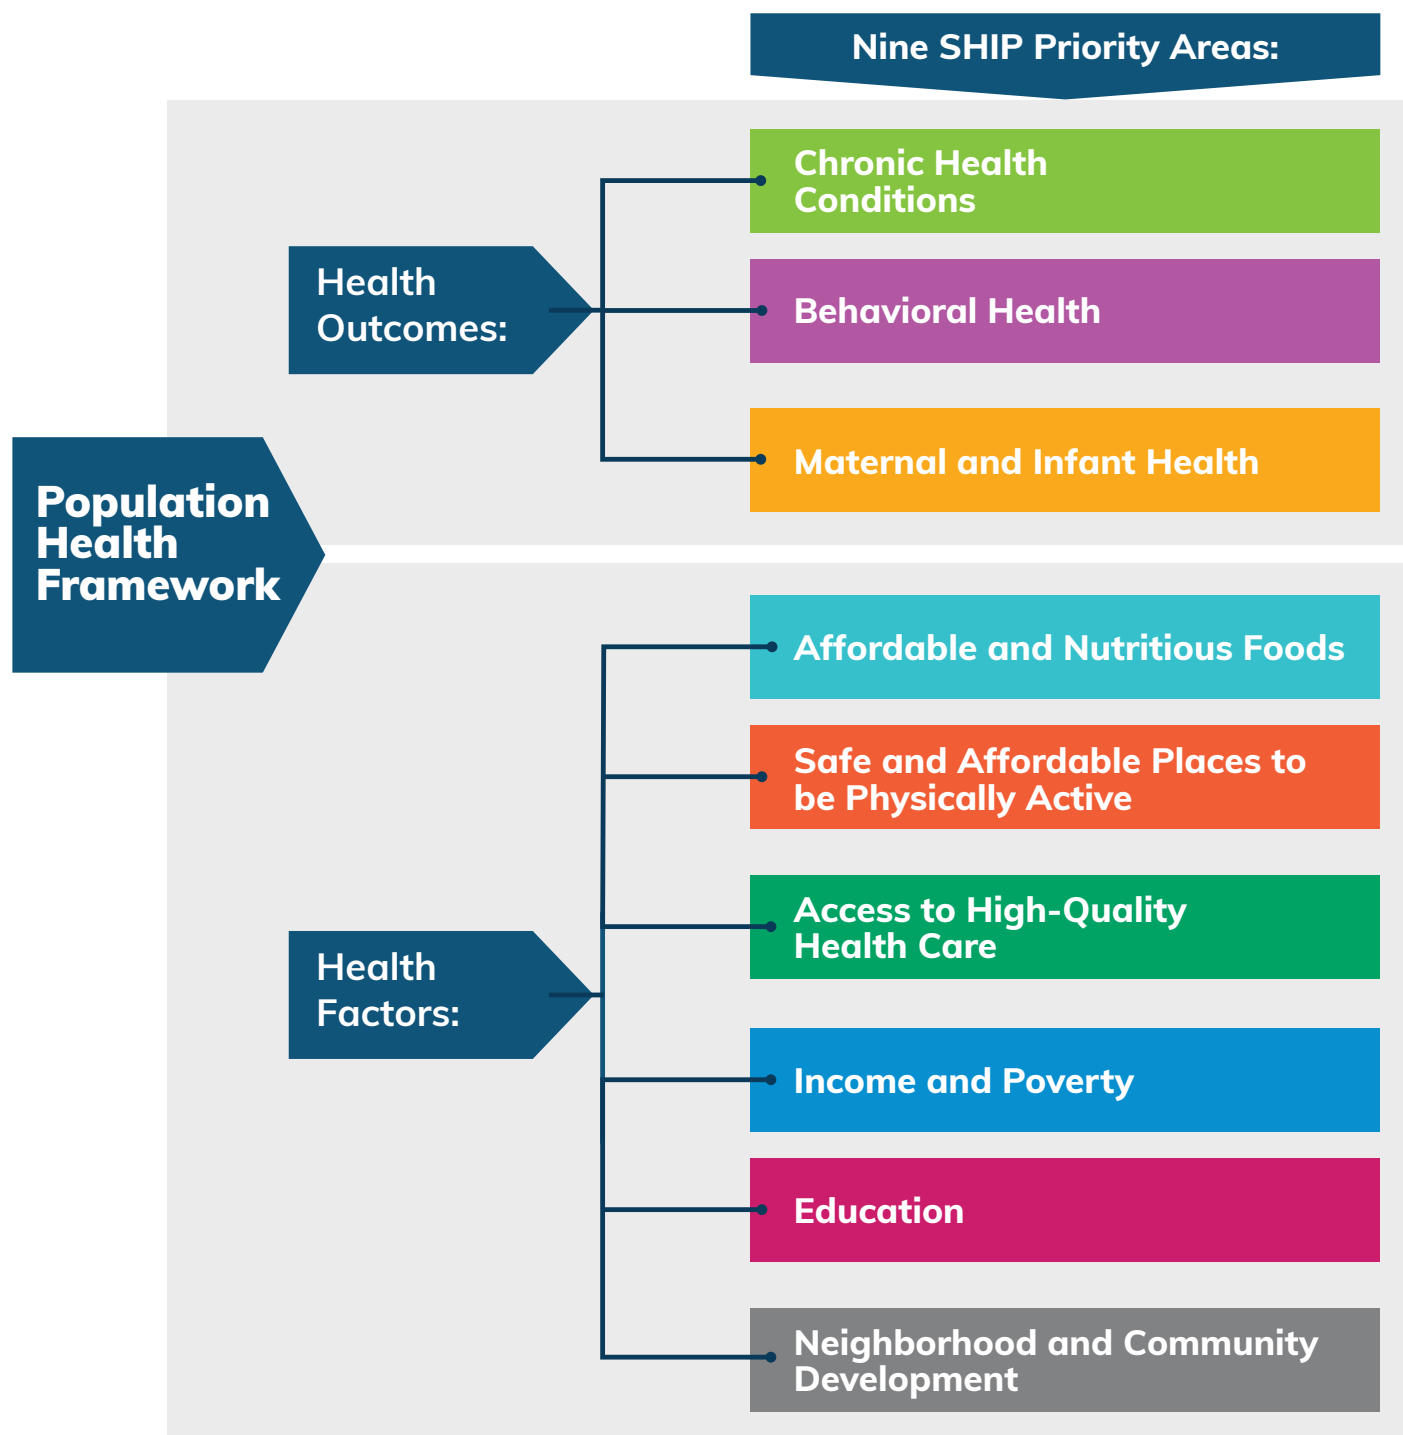 Nine SHIP Priority Areas:
Population
Health
Framework
Health
Outcomes:
Chronic Health
Conditions
Behavioral Health
Maternal and Infant Health
Health
Factors:
Affordable and Nutritious Foods
Safe and Affordable Places to
be Physically Active
Access to High-Quality
Health Care
Income and Poverty
Education
Neighborhood and Community
Development